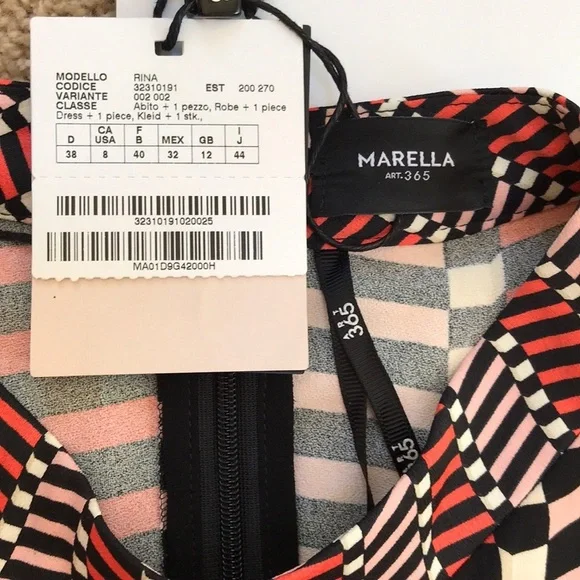 MODELLO RINA
CODICE 32310191 EST 200 270
VARIANTE 002 002
CLASSE Abito + 1 pezzo, Robe + 1 piece
Dress + 1 piece, Kleid + 1 stk.,
D CA USA F B MEX GB I J
38 8 40 32 12 44
32310191020025
MA01D9G42000H
MARELLA
ART.365
ART 365
365